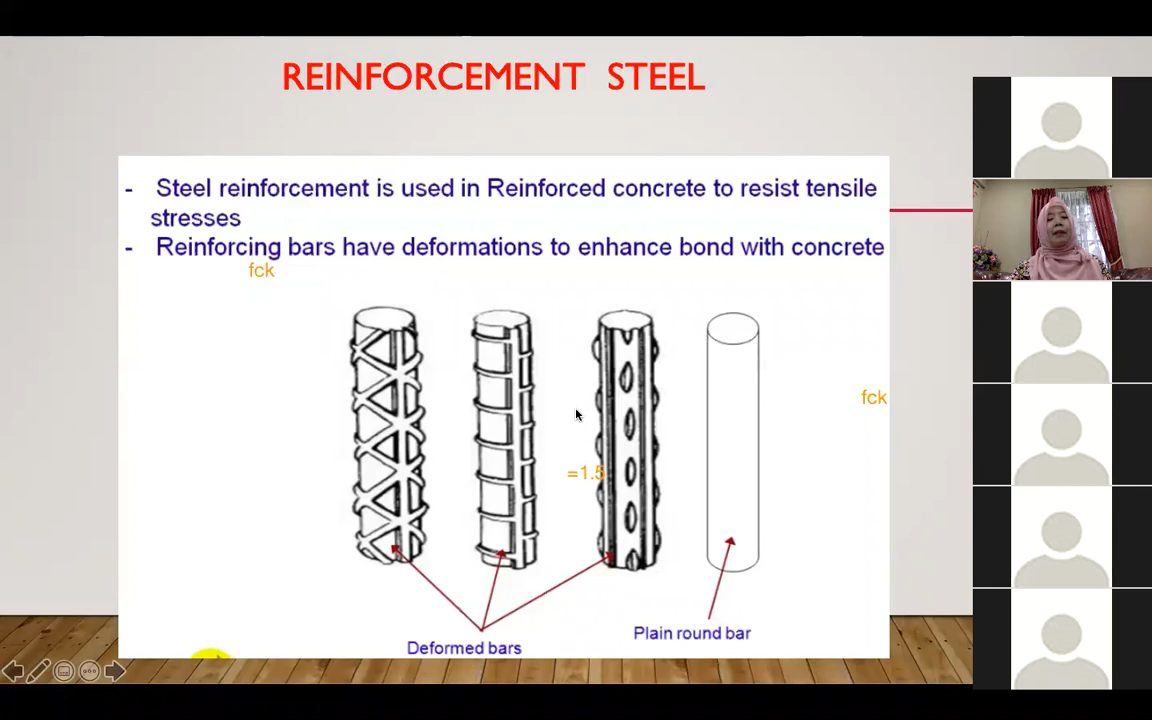 REINFORCEMENT STEEL
- Steel reinforcement is used in Reinforced concrete to resist tensile
stresses
- Reinforcing bars have deformations to enhance bond with concrete
fck
fck
=1.5
Plain round bar
Deformed bars